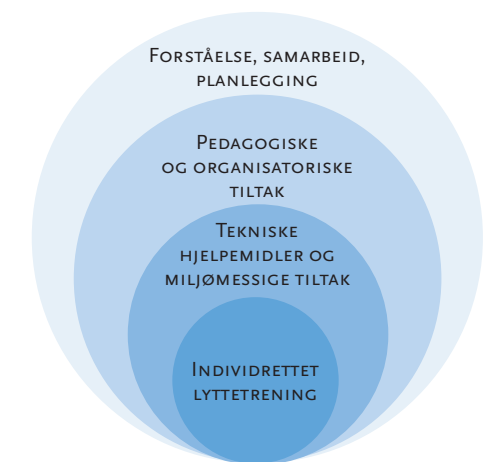 Forståelse, samarbeid,
planlegging
Pedagogiske
og organisatoriske
tiltak
Tekniske
hjelpemidler og
miljømessige tiltak
Individrettet
lyttetrening